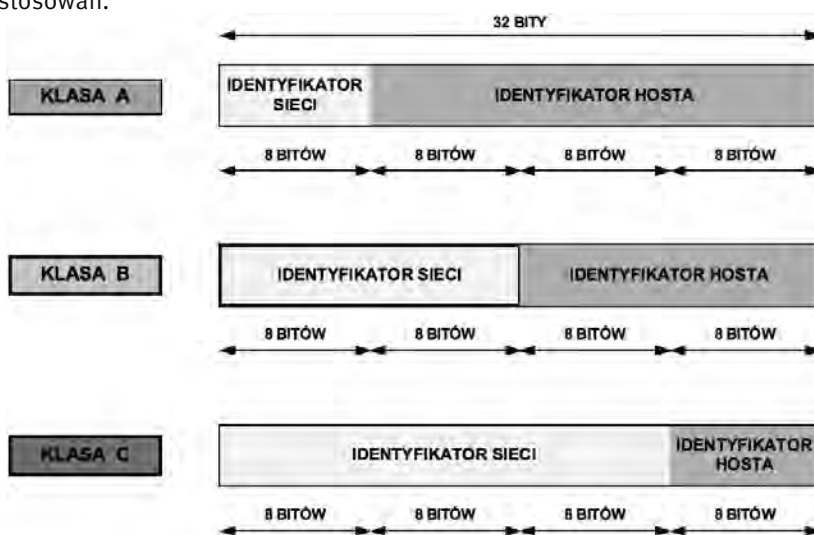 stosowań.
32 BITY
KLASA A
IDENTYFIKATOR
SIECI
IDENTYFIKATOR HOSTA
8 BITÓW 8 BITÓW 8 BITÓW 8 BITÓW
KLASA B
IDENTYFIKATOR SIECI IDENTYFIKATOR HOSTA
8 BITÓW 8 BITÓW 8 BITÓW 8 BITÓW
KLASA C
IDENTYFIKATOR SIECI
IDENTYFIKATOR
HOSTA
8 BITÓW 8 BITÓW 8 BITÓW 8 BITÓW